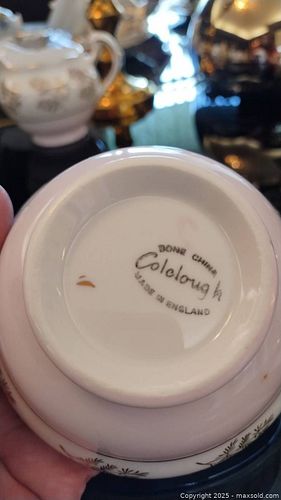 BONE CHINA
Colclough
MADE IN ENGLAND
Copyright 2025 - maxsold.com